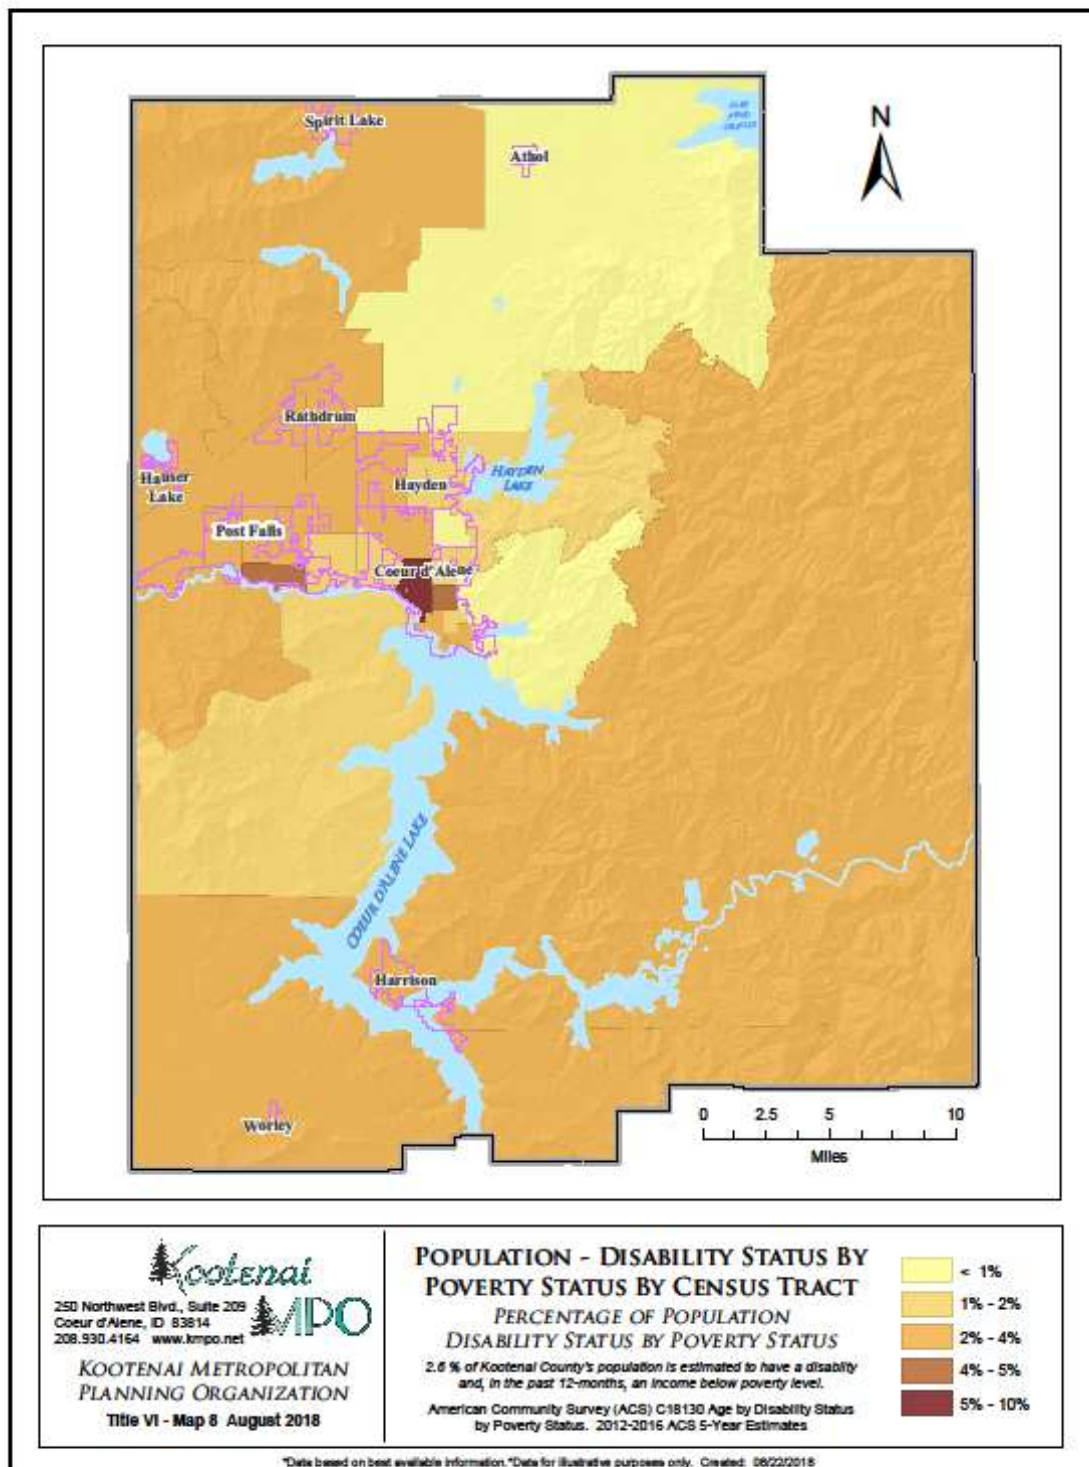 N
Spirit Lake
Athol
Rathdrum
Hauser
Lake
Hayden
HAYDEN
LAKE
Post Falls
Coeur d'Alene
COEUR D'ALENE LAKE
Harrison
Worley
0 2.5 5 10
Miles
Kootenai
MPO
250 Northwest Blvd., Suite 209
Coeur d'Alene, ID 83814
208.930.4164 www.kmpo.net
KOOTENAI METROPOLITAN
PLANNING ORGANIZATION
Title VI - Map 8 August 2018
POPULATION - DISABILITY STATUS BY
POVERTY STATUS BY CENSUS TRACT
PERCENTAGE OF POPULATION
DISABILITY STATUS BY POVERTY STATUS
2.6 % of Kootenai County's population is estimated to have a disability
and, in the past 12-months, an income below poverty level.
American Community Survey (ACS) C18130 Age by Disability Status
by Poverty Status. 2012-2016 ACS 5-Year Estimates
< 1%
1% - 2%
2% - 4%
4% - 5%
5% - 10%
*Data based on best available information.*Data for illustrative purposes only. Created: 08/22/2018